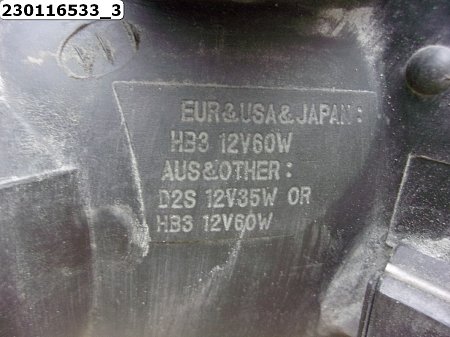 230116533_3
EUR&USA&JAPAN:
HB3 12V60W
AUS&OTHER:
D2S 12V35W OR
HB3 12V60W